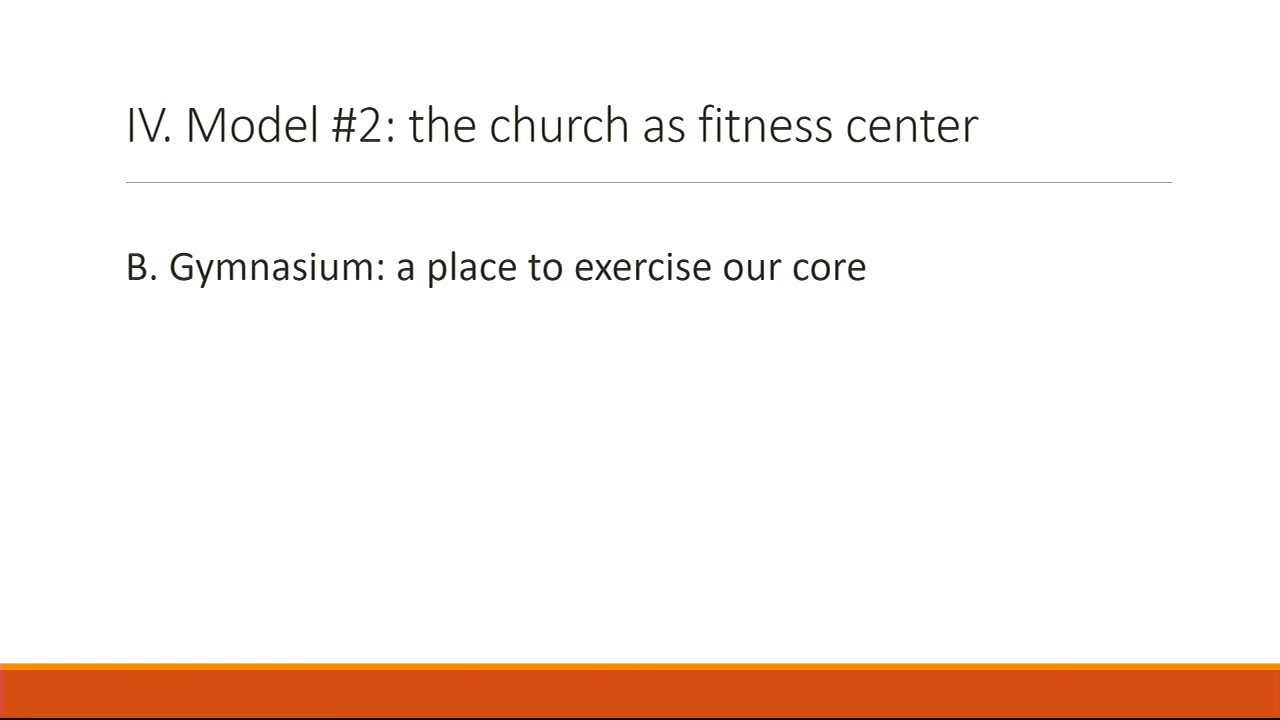 IV. Model #2: the church as fitness center
B. Gymnasium: a place to exercise our core